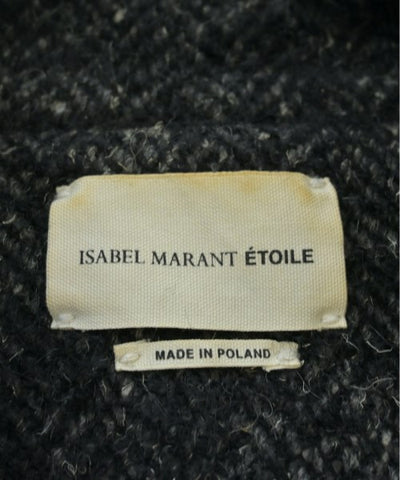 ISABEL MARANT ÉTOILE
MADE IN POLAND